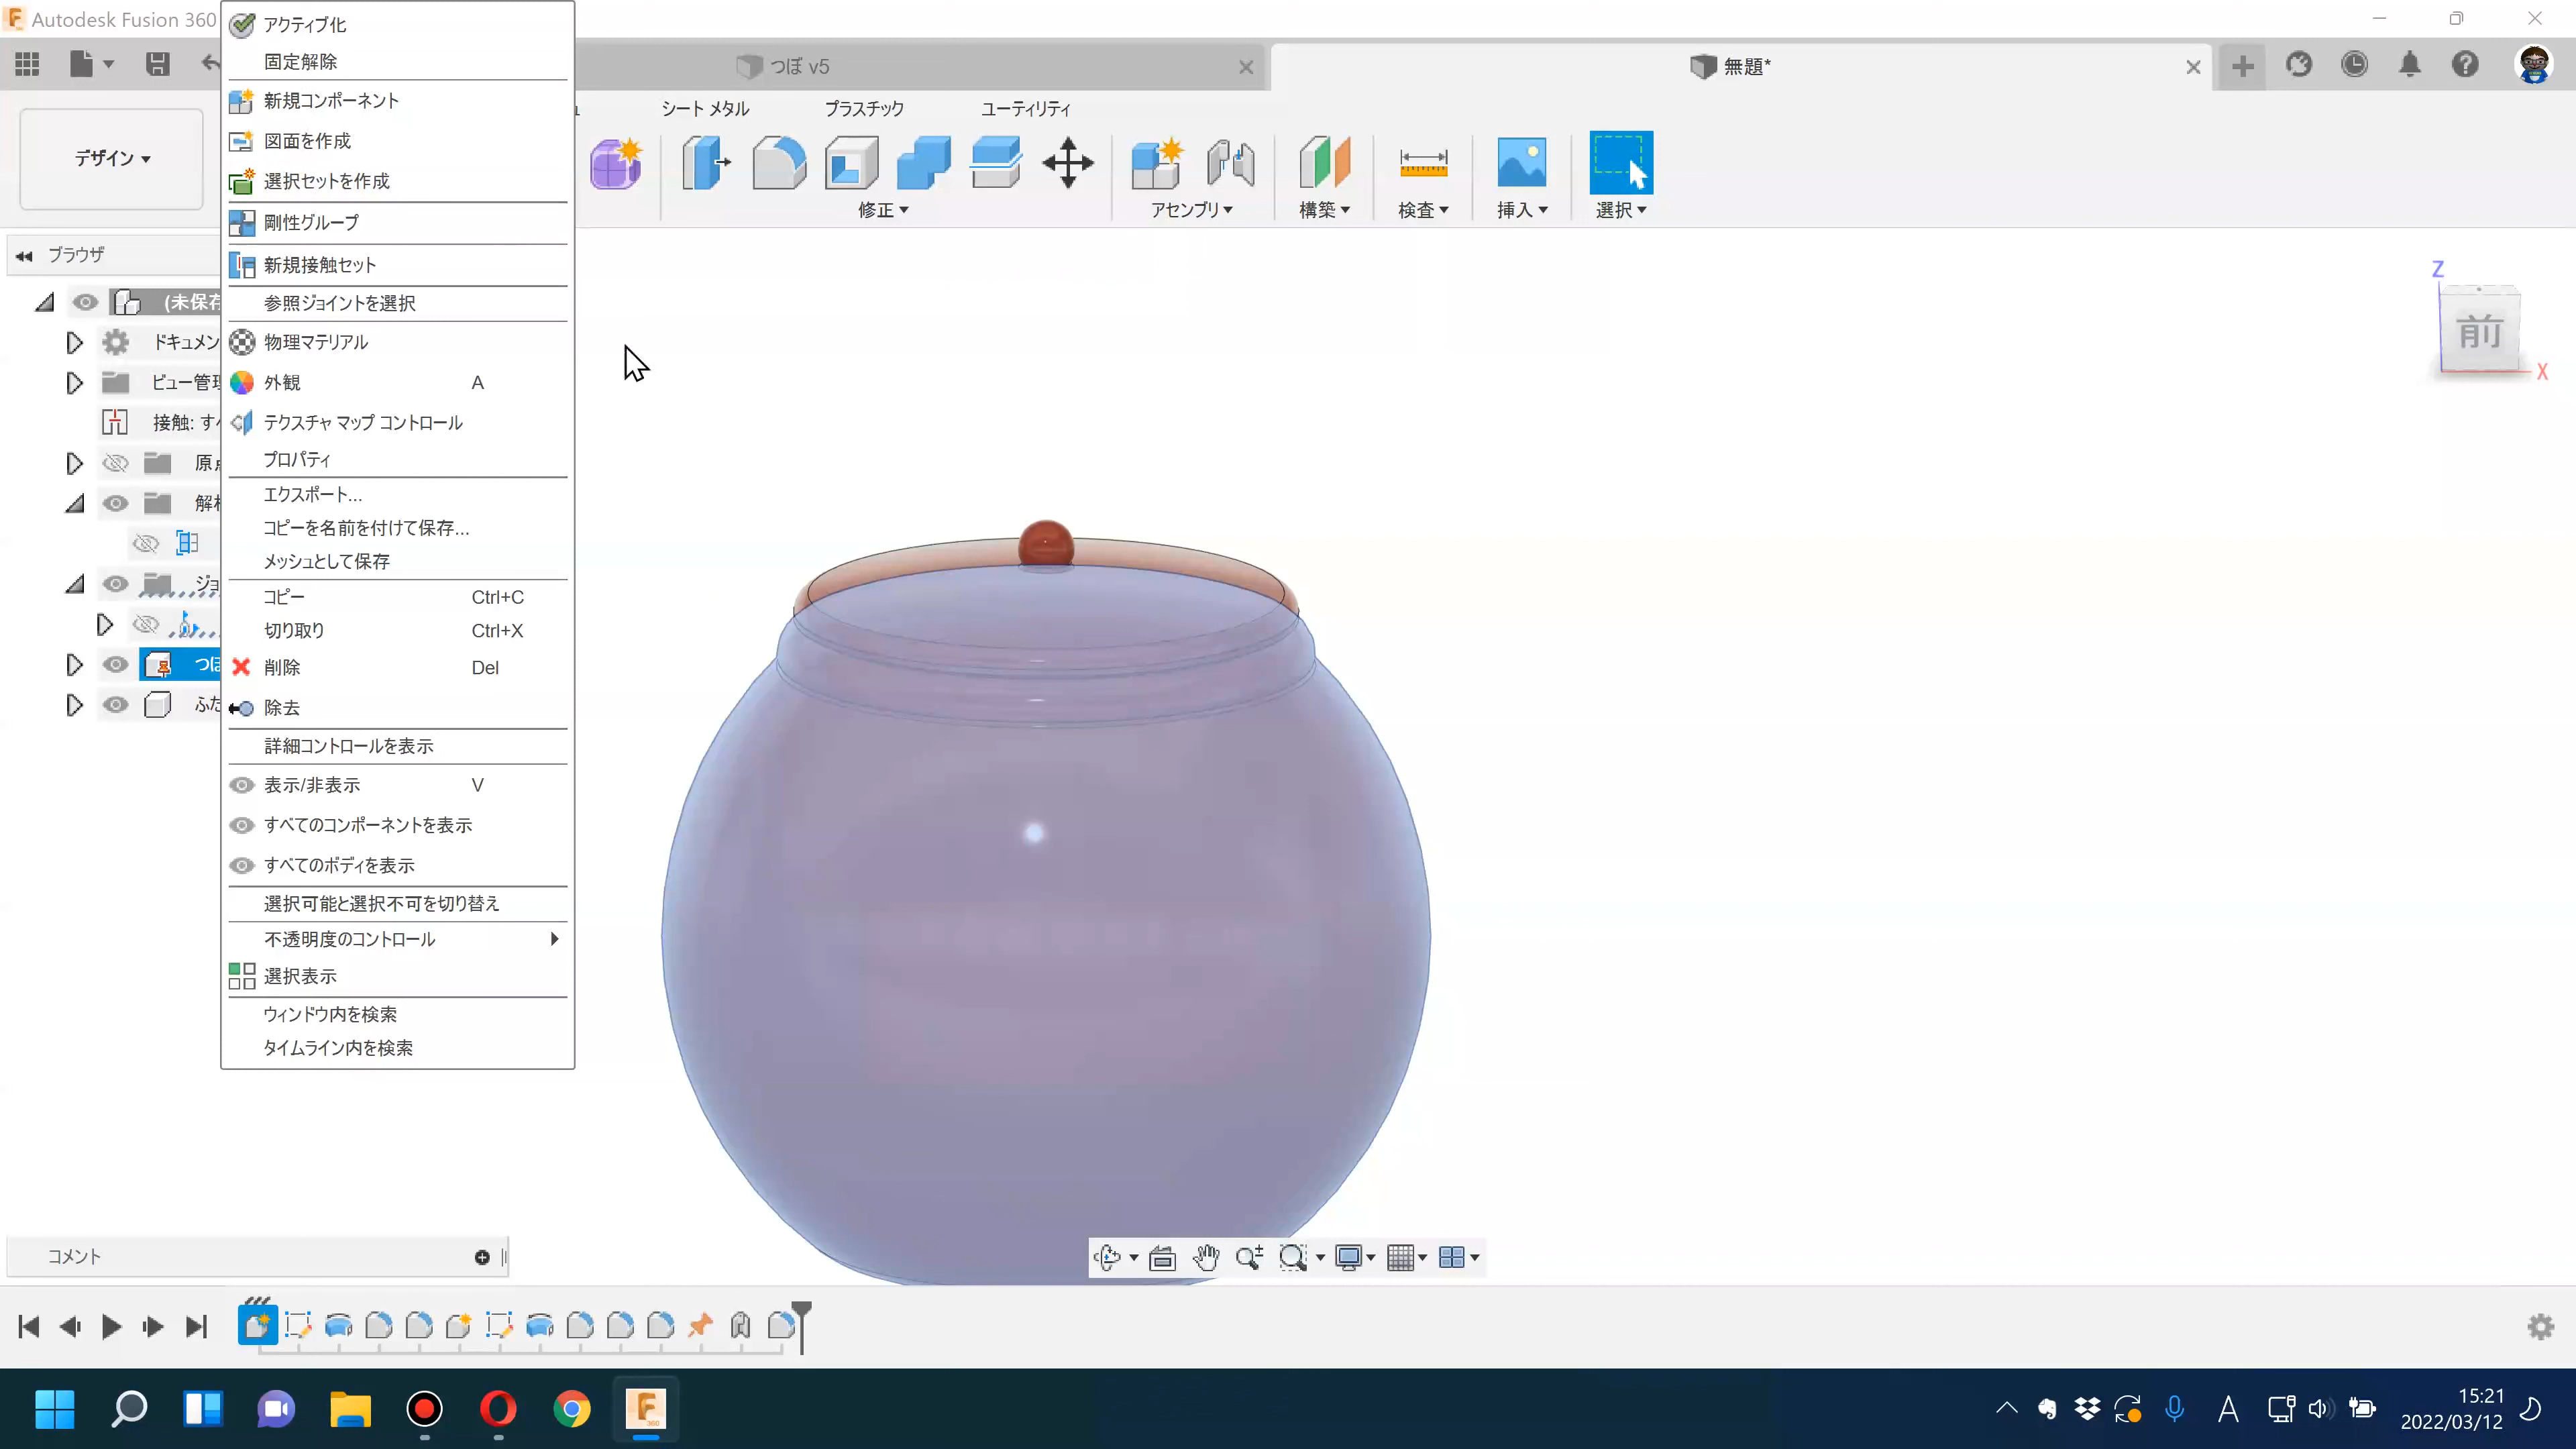 Autodesk Fusion 360
つぼ v5
無題*
シート メタル
プラスチック
ユーティリティ
デザイン
修正
アセンブリ
構築
検査
挿入
選択
ブラウザ
(未保存
ドキュメン
ビュー管理
接触: すべ
原点
解析
ジョ
つぼ
ふた
アクティブ化
固定解除
新規コンポーネント
図面を作成
選択セットを作成
剛性グループ
新規接触セット
参照ジョイントを選択
物理マテリアル
外観 A
テクスチャ マップ コントロール
プロパティ
エクスポート...
コピーを名前を付けて保存...
メッシュとして保存
コピー Ctrl+C
切り取り Ctrl+X
削除 Del
除去
詳細コントロールを表示
表示/非表示 V
すべてのコンポーネントを表示
すべてのボディを表示
選択可能と選択不可を切り替え
不透明度のコントロール
選択表示
ウィンドウ内を検索
タイムライン内を検索
Z
前
X
コメント
360
A
15:21
2022/03/12